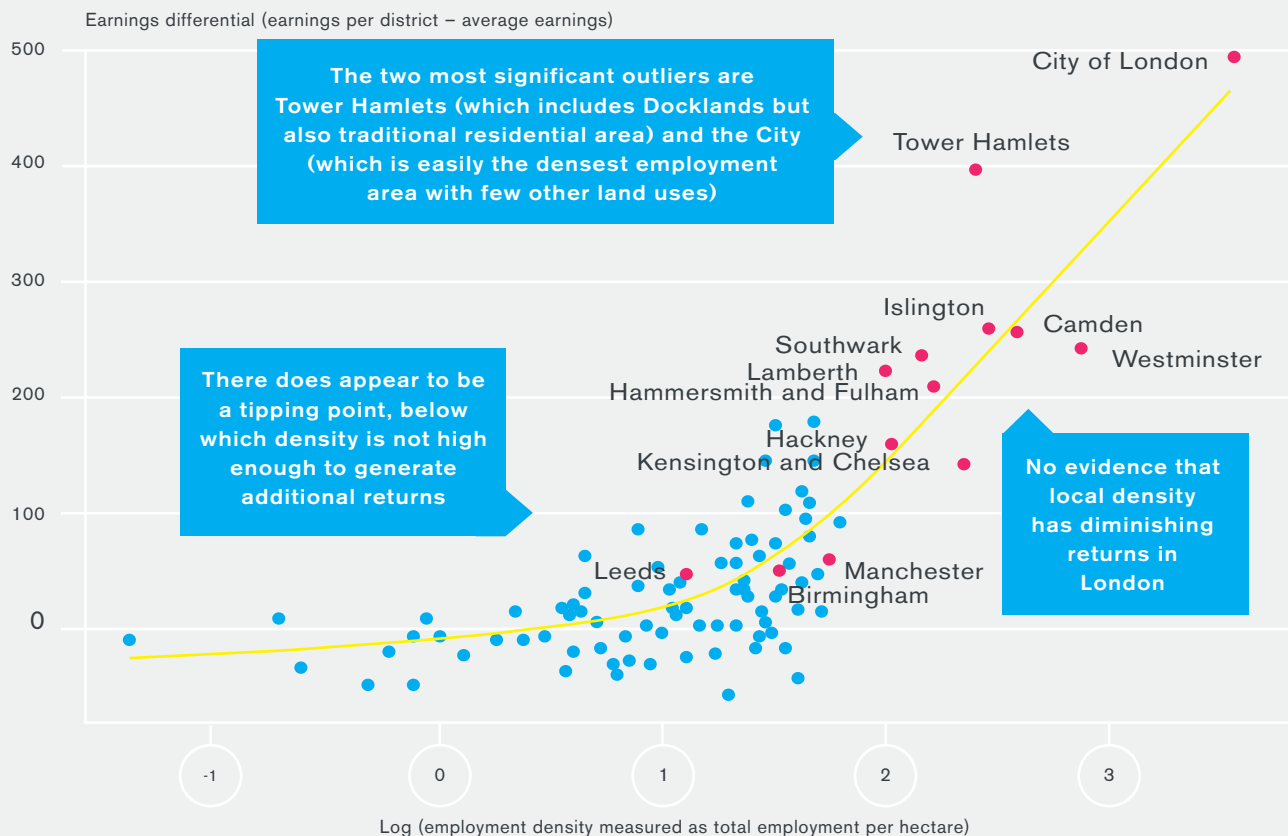 Earnings differential (earnings per district – average earnings)
500
400
300
200
100
0
The two most significant outliers are
Tower Hamlets (which includes Docklands but
also traditional residential area) and the City
(which is easily the densest employment
area with few other land uses)
City of London
Tower Hamlets
Islington
Camden
Southwark
Westminster
Lamberth
Hammersmith and Fulham
There does appear to be
a tipping point, below
which density is not high
enough to generate
additional returns
Hackney
Kensington and Chelsea
No evidence that
local density
has diminishing
returns in
London
Leeds
Manchester
Birmingham
-1
0
1
2
3
Log (employment density measured as total employment per hectare)